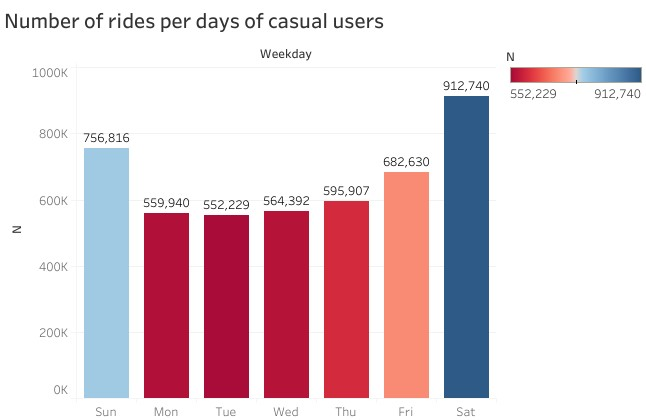 Number of rides per days of casual users
Weekday
N
552,229 912,740
1000K
800K
600K
400K
200K
0K
N
756,816
559,940
552,229
564,392
595,907
682,630
912,740
Sun Mon Tue Wed Thu Fri Sat